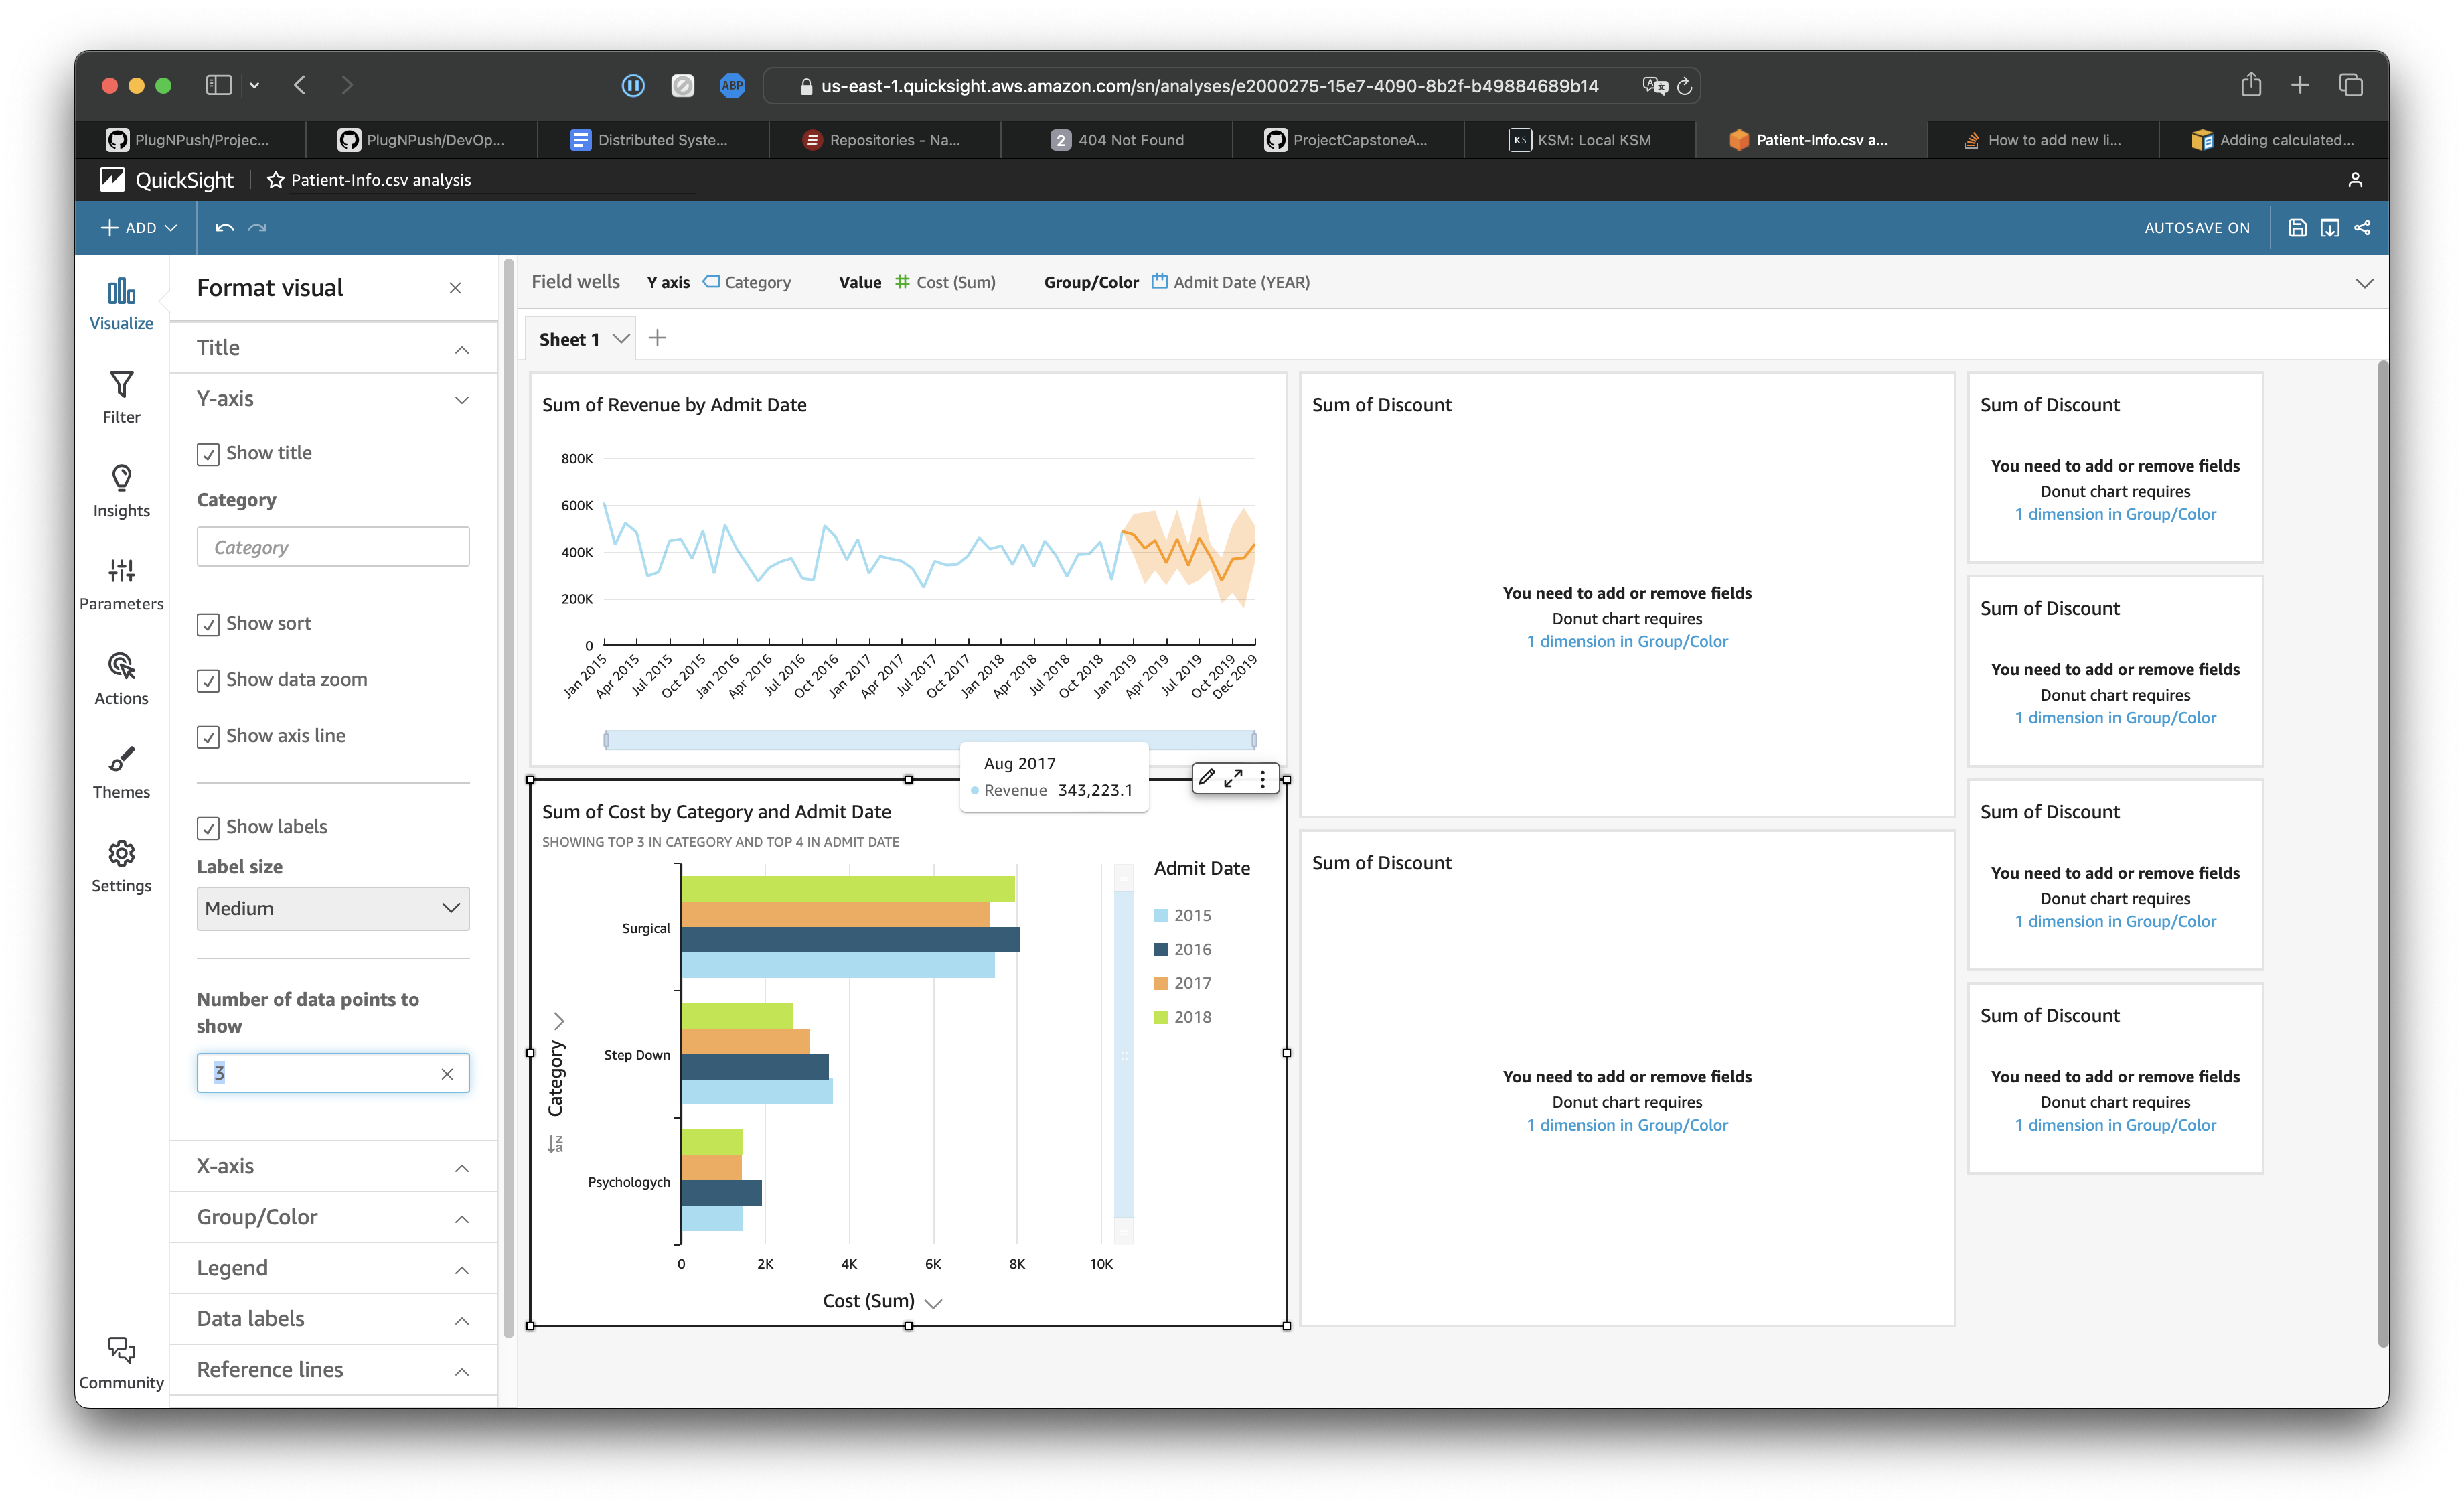 us-east-1.quicksight.aws.amazon.com/sn/analyses/e2000275-15e7-4090-8b2f-b49884689b14
ABP
PlugNPush/Projec...
PlugNPush/DevOp...
Distributed Syste...
Repositories - Na...
2 404 Not Found
ProjectCapstoneA...
KS KSM: Local KSM
Patient-Info.csv a...
How to add new li...
Adding calculated...
QuickSight
Patient-Info.csv analysis
ADD
AUTOSAVE ON
Visualize
Filter
Insights
Parameters
Actions
Themes
Settings
Community
Format visual
Title
Y-axis
Show title
Category
Category
Show sort
Show data zoom
Show axis line
Show labels
Label size
Medium
Number of data points to
show
3
X-axis
Group/Color
Legend
Data labels
Reference lines
Field wells Y axis Category Value Cost (Sum) Group/Color Admit Date (YEAR)
Sheet 1
Sum of Revenue by Admit Date
800K
600K
400K
200K
0
Jan 2015
Apr 2015
Jul 2015
Oct 2015
Jan 2016
Apr 2016
Jul 2016
Oct 2016
Jan 2017
Apr 2017
Jul 2017
Oct 2017
Jan 2018
Apr 2018
Jul 2018
Oct 2018
Jan 2019
Apr 2019
Jul 2019
Oct 2019
Dec 2019
Aug 2017
Revenue 343,223.1
Sum of Cost by Category and Admit Date
SHOWING TOP 3 IN CATEGORY AND TOP 4 IN ADMIT DATE
Category
Surgical
Step Down
Psychologych
0 2K 4K 6K 8K 10K
Cost (Sum)
Admit Date
2015
2016
2017
2018
Sum of Discount
You need to add or remove fields
Donut chart requires
1 dimension in Group/Color
Sum of Discount
You need to add or remove fields
Donut chart requires
1 dimension in Group/Color
Sum of Discount
You need to add or remove fields
Donut chart requires
1 dimension in Group/Color
Sum of Discount
You need to add or remove fields
Donut chart requires
1 dimension in Group/Color
Sum of Discount
You need to add or remove fields
Donut chart requires
1 dimension in Group/Color
Sum of Discount
You need to add or remove fields
Donut chart requires
1 dimension in Group/Color